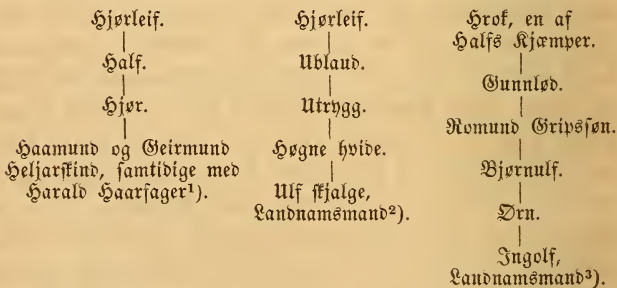 Hjørleif.
Half.
Hjør.
Haamund og Geirmund
Heljarskind, samtidige med
Harald Haarfager¹).
Hjørleif.
Ublaud.
Utrygg.
Høgne hvide.
Ulf skjalge,
Landnamsmand²).
Hrok, en af
Halfs Kjæmper.
Gunnlød.
Romund Gripssøn.
Bjørnulf.
Ørn.
Ingolf,
Landnamsmand³).